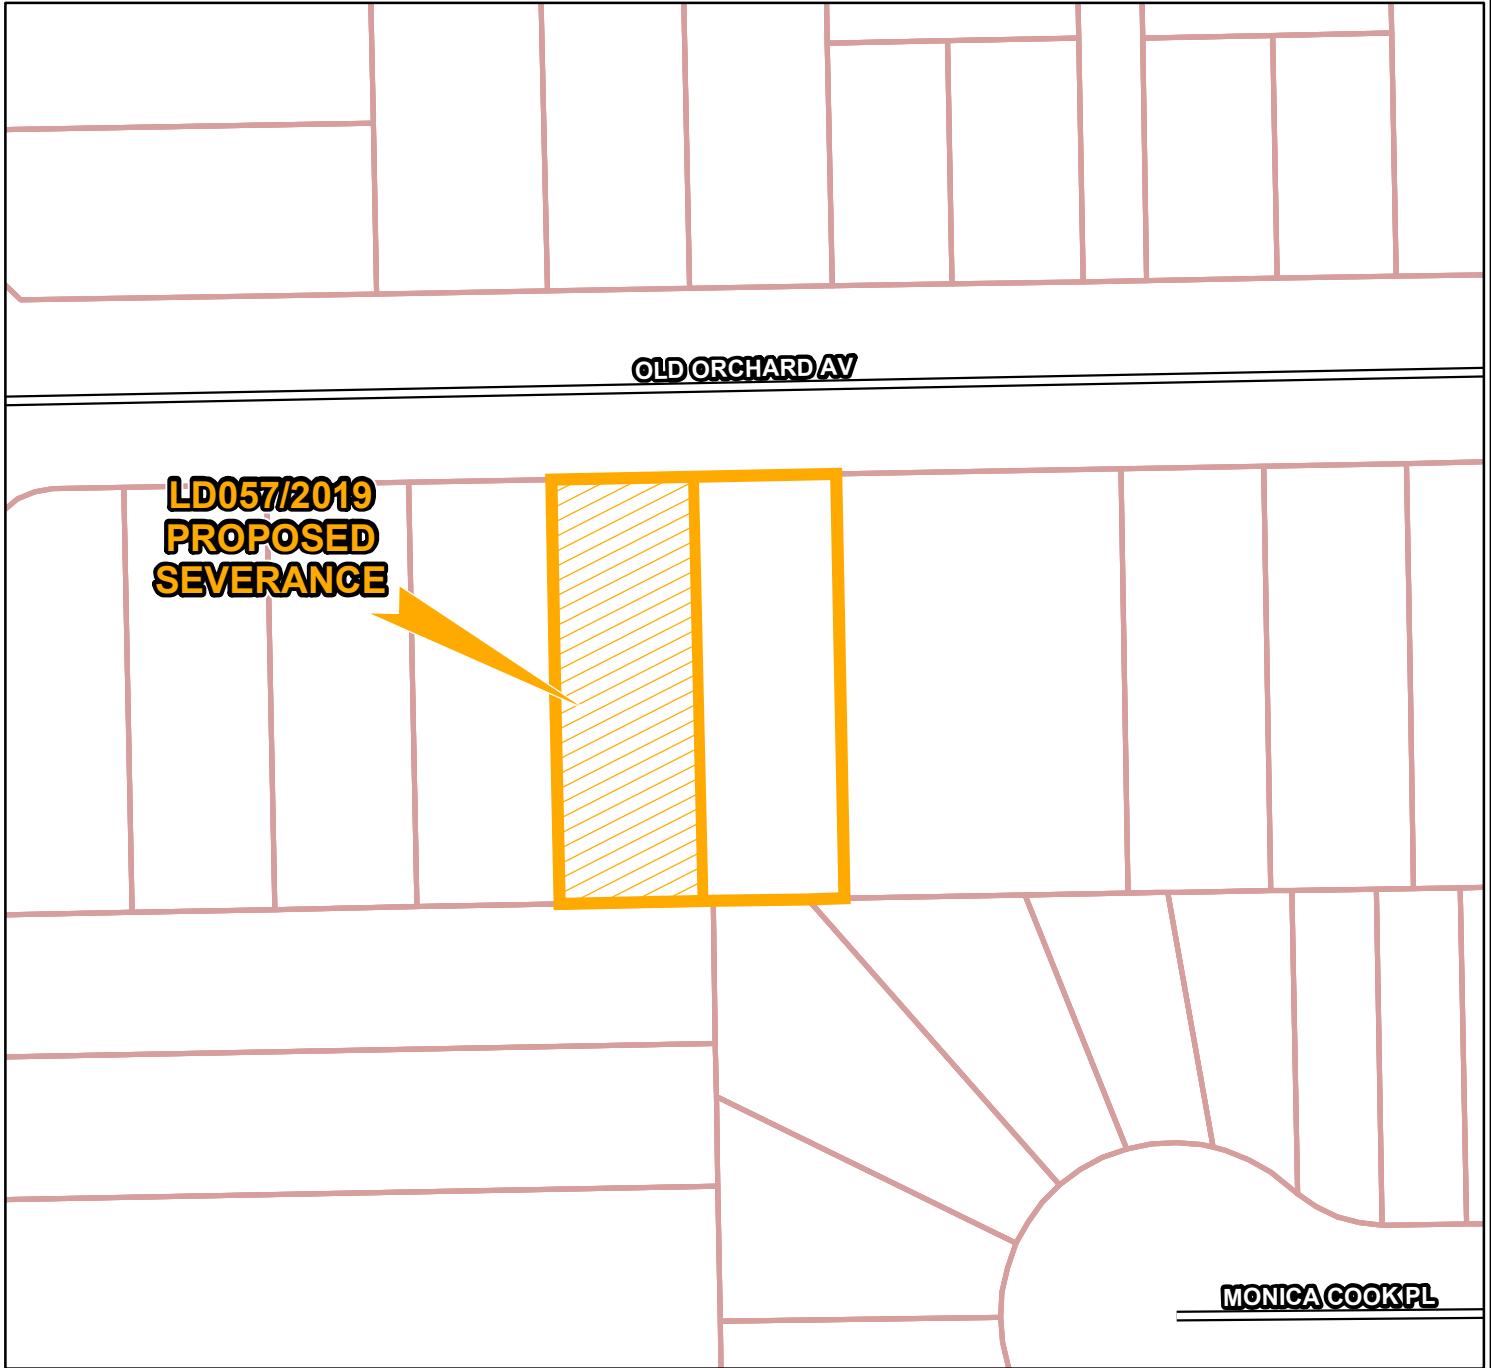 OLD ORCHARD AV
LD057/2019
PROPOSED
SEVERANCE
MONICA COOK PL